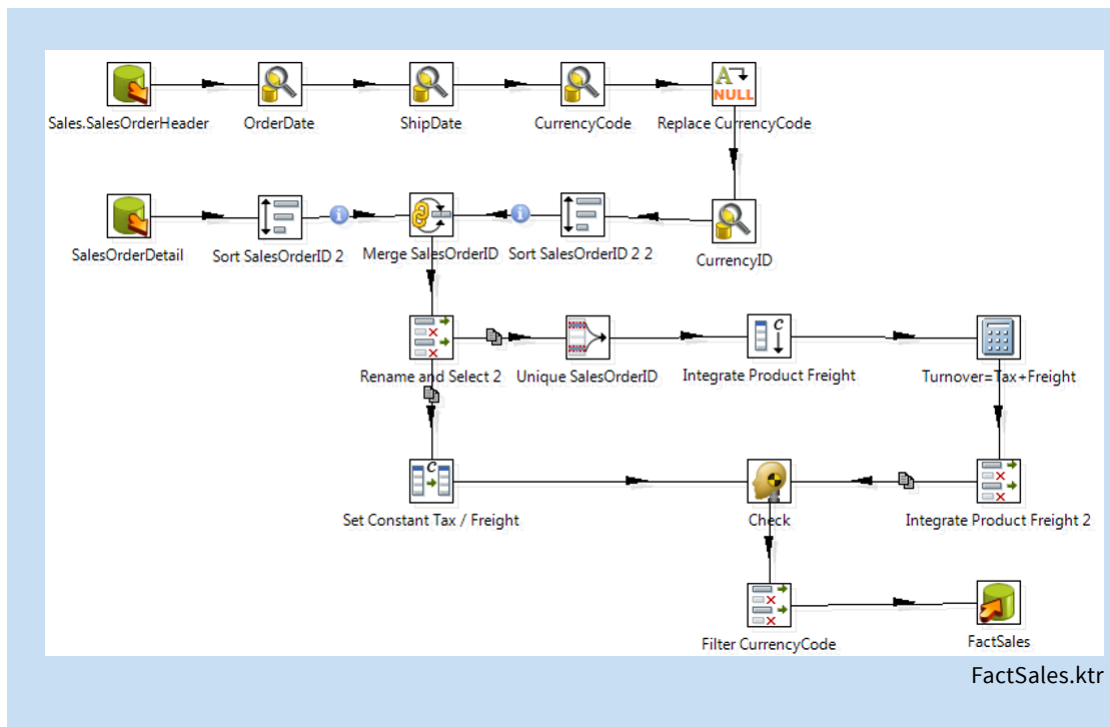 A
NULL
Sales.SalesOrderHeader OrderDate ShipDate CurrencyCode Replace CurrencyCode
SalesOrderDetail Sort SalesOrderID 2 Merge SalesOrderID Sort SalesOrderID 2 2 CurrencyID
Rename and Select 2 Unique SalesOrderID Integrate Product Freight Turnover=Tax+Freight
Set Constant Tax / Freight Check Integrate Product Freight 2
Filter CurrencyCode FactSales
FactSales.ktr